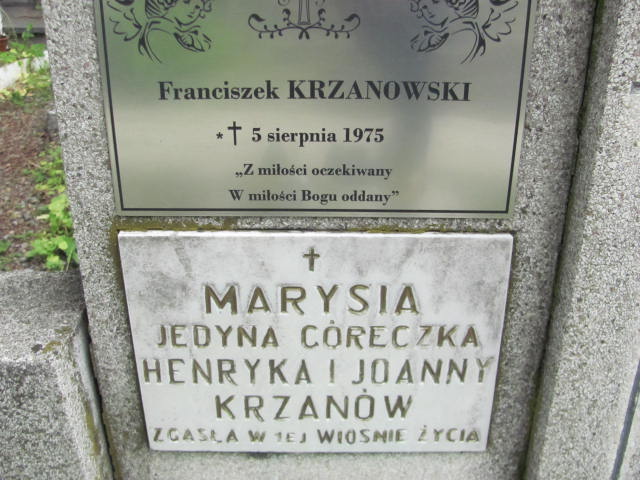 Franciszek KRZANOWSKI
*† 5 sierpnia 1975
„Z miłości oczekiwany
W miłości Bogu oddany”
MARYSIA
JEDYNA CÓRECZKA
HENRYKA I JOANNY
KRZANÓW
ZGASŁA W 1EJ WIOŚNIE ŻYCIA